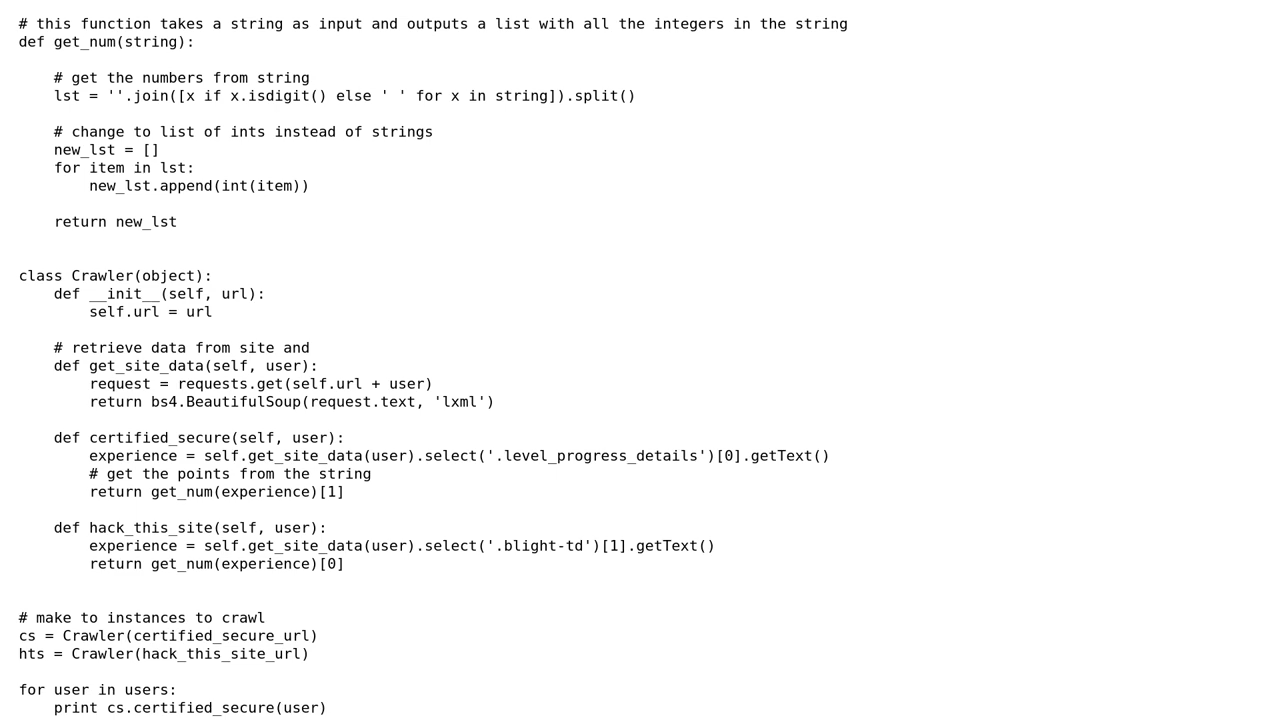 # this function takes a string as input and outputs a list with all the integers in the string
def get_num(string):

    # get the numbers from string
    lst = ''.join([x if x.isdigit() else ' ' for x in string]).split()

    # change to list of ints instead of strings
    new_lst = []
    for item in lst:
        new_lst.append(int(item))

    return new_lst


class Crawler(object):
    def __init__(self, url):
        self.url = url

    # retrieve data from site and
    def get_site_data(self, user):
        request = requests.get(self.url + user)
        return bs4.BeautifulSoup(request.text, 'lxml')

    def certified_secure(self, user):
        experience = self.get_site_data(user).select('.level_progress_details')[0].getText()
        # get the points from the string
        return get_num(experience)[1]

    def hack_this_site(self, user):
        experience = self.get_site_data(user).select('.blight-td')[1].getText()
        return get_num(experience)[0]


# make to instances to crawl
cs = Crawler(certified_secure_url)
hts = Crawler(hack_this_site_url)

for user in users:
    print cs.certified_secure(user)